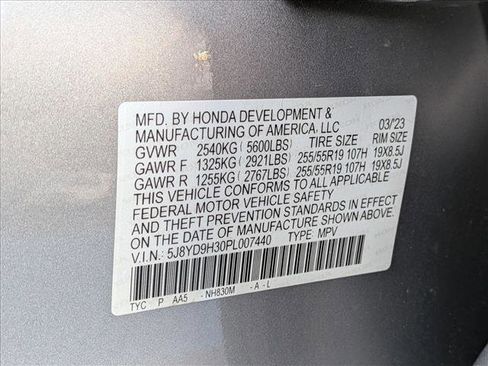 MFD. BY HONDA DEVELOPMENT &
MANUFACTURING OF AMERICA, LLC 03/23
GVWR 2540KG ( 5600LBS) TIRE SIZE RIM SIZE
GAWR F 1325KG ( 2921LBS) 255/55R19 107H 19X8.5J
GAWR R 1255KG ( 2767LBS) 255/55R19 107H 19X8.5J
THIS VEHICLE CONFORMS TO ALL APPLICABLE
FEDERAL MOTOR VEHICLE SAFETY
AND THEFT PREVENTION STANDARDS IN EFFECT
ON THE DATE OF MANUFACTURE SHOWN ABOVE.
V.I.N.: 5J8YD9H30PL007440 TYPE: MPV
TYC P AA5 - NH830M - A - L